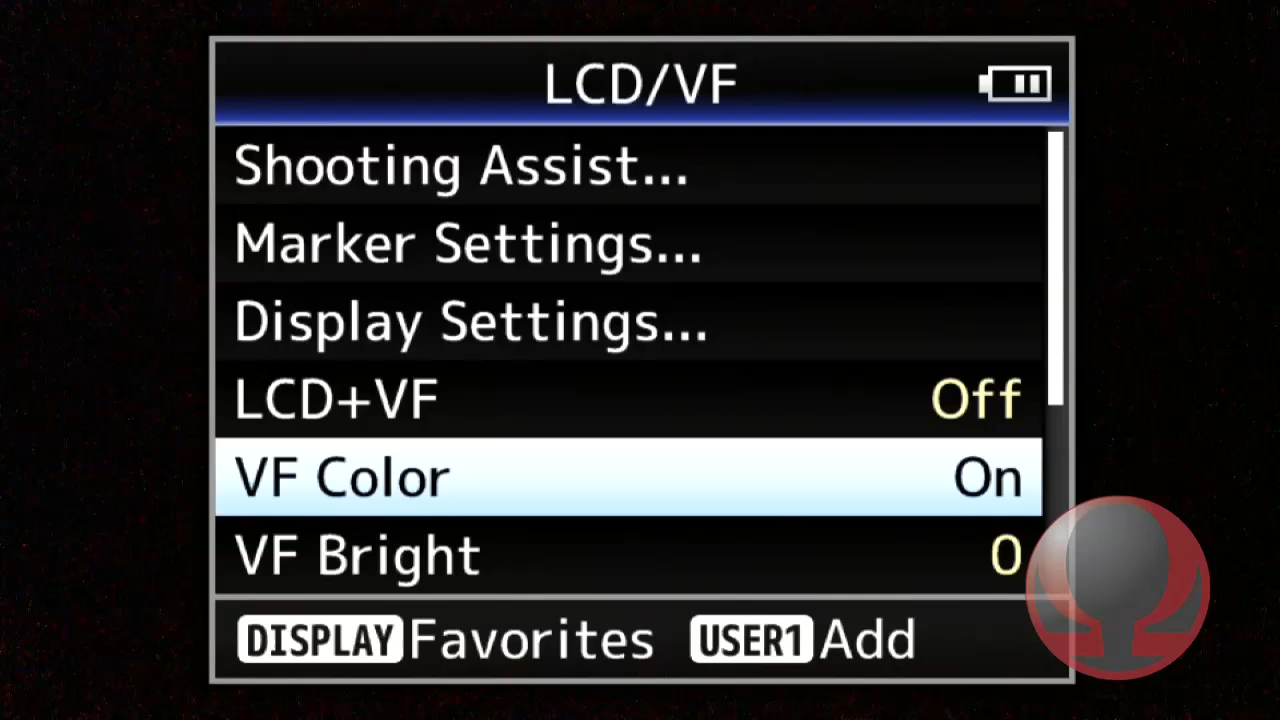 LCD/VF
Shooting Assist...
Marker Settings...
Display Settings...
LCD+VF Off
VF Color On
VF Bright 0
DISPLAY Favorites USER1 Add